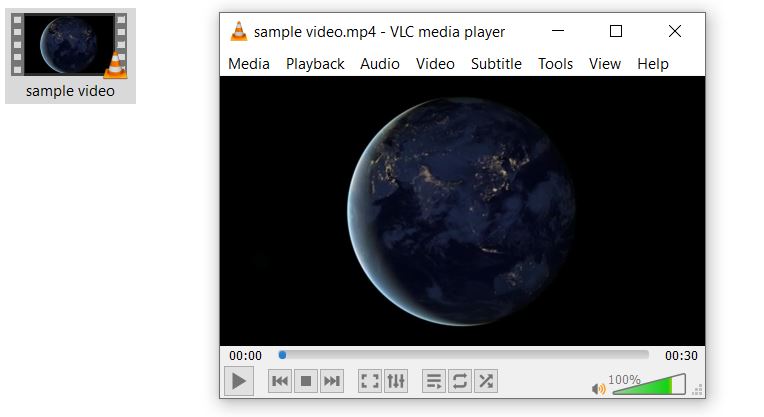 sample video
sample video.mp4 - VLC media player
Media Playback Audio Video Subtitle Tools View Help
00:00 00:30
100%